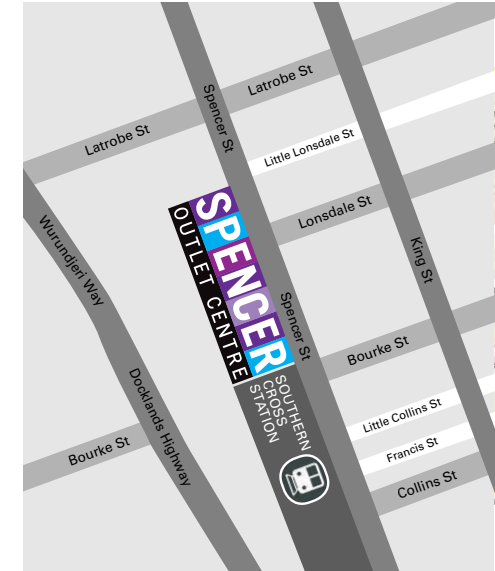 Latrobe St
Latrobe St
Spencer St
Little Lonsdale St
Lonsdale St
King St
Wurundjeri Way
SPENCER
OUTLET CENTRE
Spencer St
Bourke St
SOUTHERN
CROSS
STATION
Docklands Highway
Bourke St
Little Collins St
Francis St
Collins St